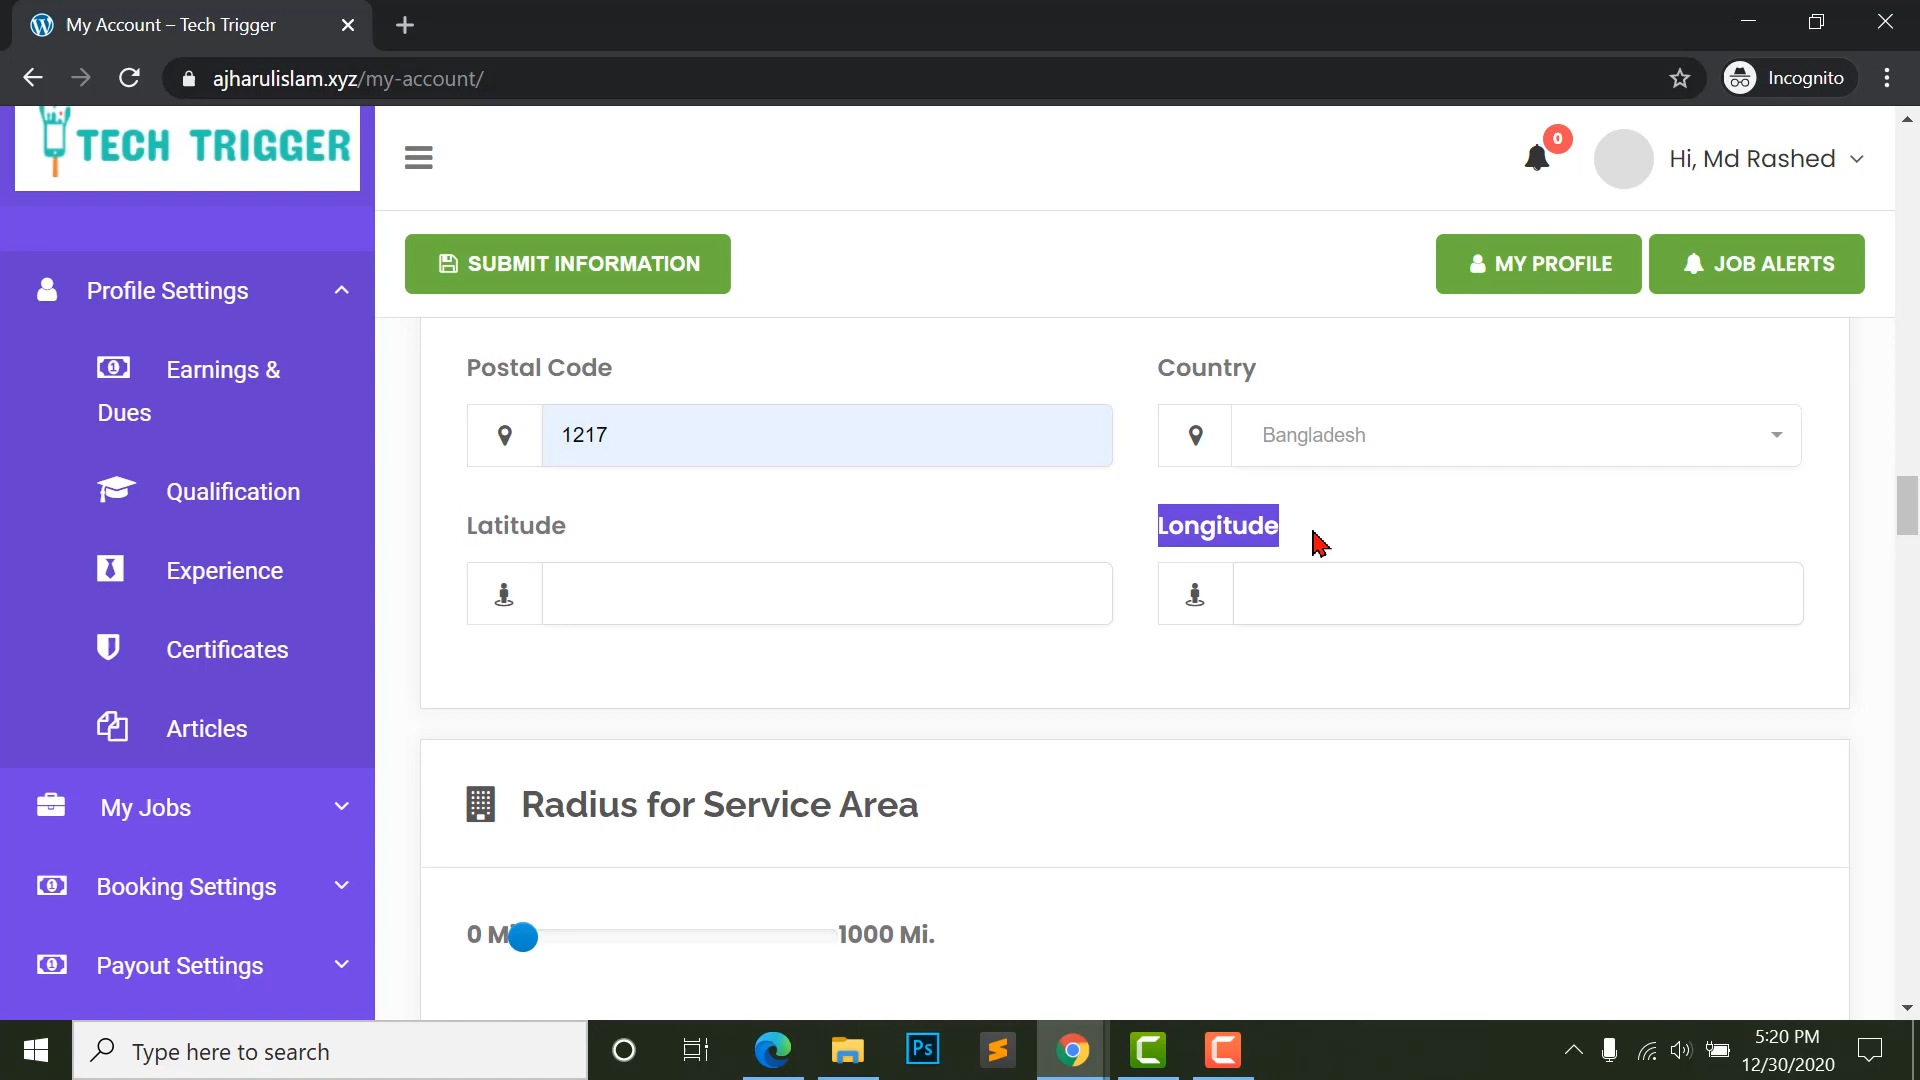 My Account – Tech Trigger
ajharulislam.xyz/my-account/
Incognito
TECH TRIGGER
0
Hi, Md Rashed
SUBMIT INFORMATION
MY PROFILE
JOB ALERTS
Profile Settings
Earnings &
Dues
Qualification
Experience
Certificates
Articles
My Jobs
Booking Settings
Payout Settings
Postal Code
Country
1217
Bangladesh
Latitude
Longitude
Radius for Service Area
0 Mi
1000 Mi.
Type here to search
Ps
5:20 PM
12/30/2020